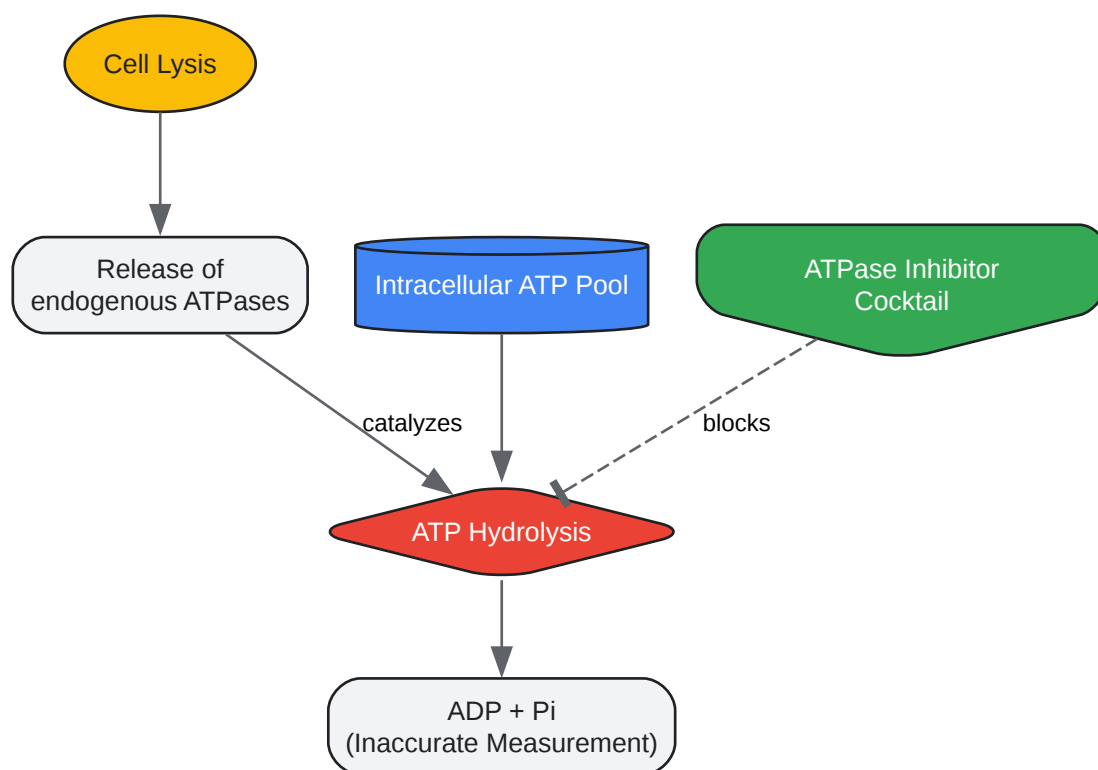 Cell Lysis
Release of
endogenous ATPases
Intracellular ATP Pool
ATPase Inhibitor
Cocktail
catalyzes
blocks
ATP Hydrolysis
ADP + Pi
(Inaccurate Measurement)